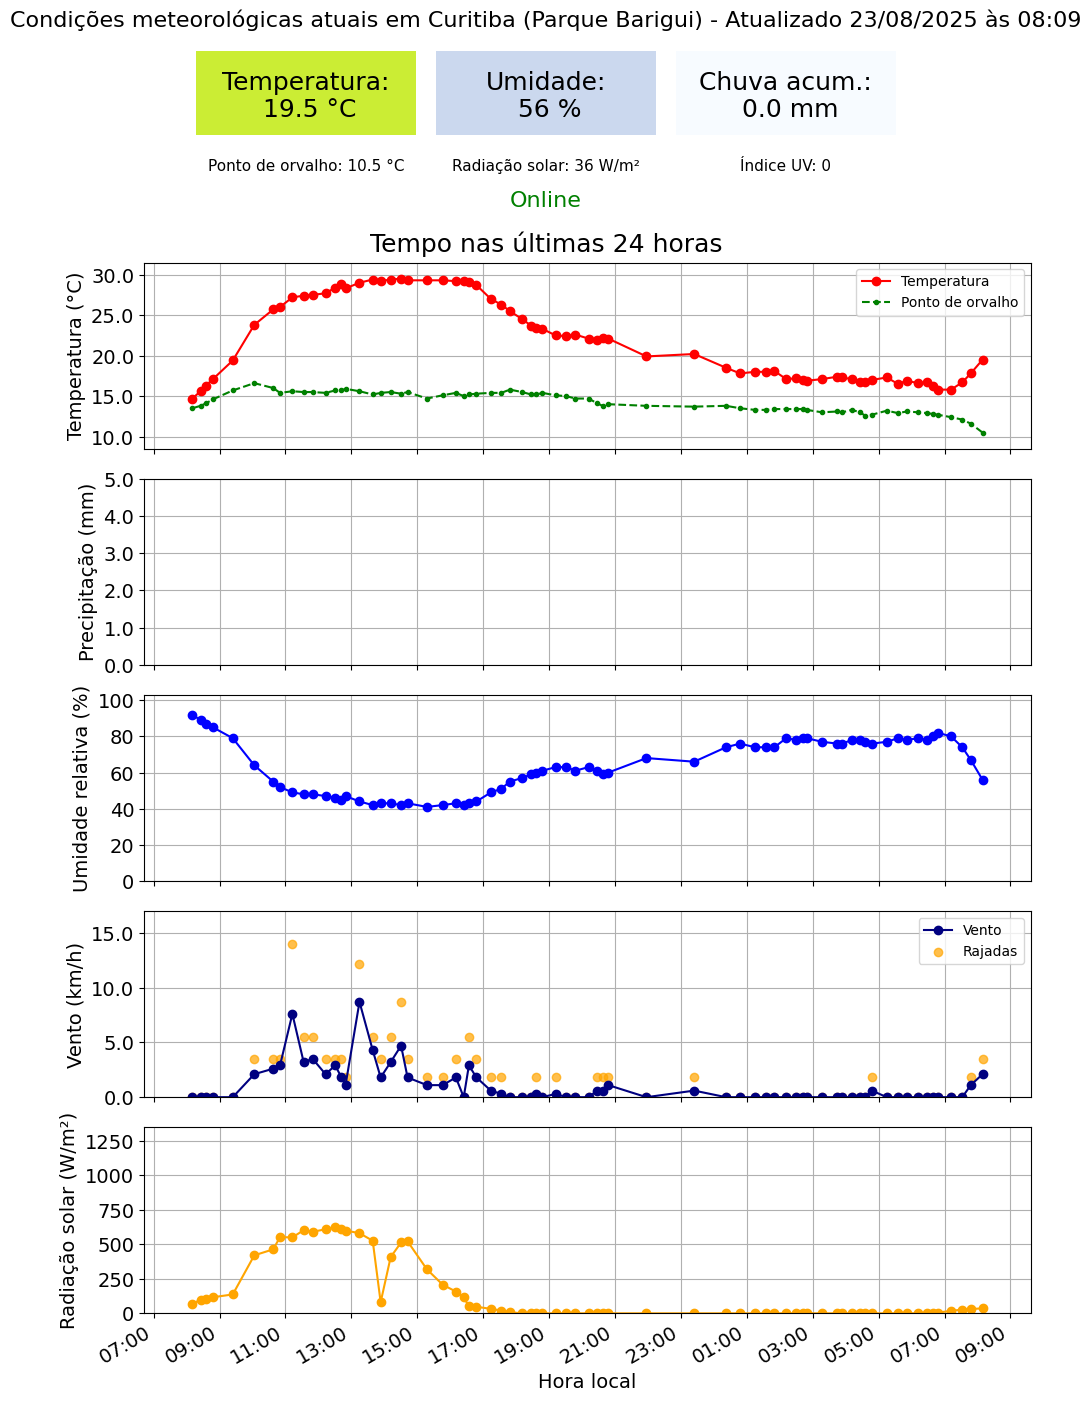 Condições meteorológicas atuais em Curitiba (Parque Barigui) - Atualizado 23/08/2025 às 08:09
Temperatura:
19.5 °C
Umidade:
56 %
Chuva acum.:
0.0 mm
Ponto de orvalho: 10.5 °C
Radiação solar: 36 W/m²
Índice UV: 0
Online
Tempo nas últimas 24 horas
Temperatura (°C)
30.0
25.0
20.0
15.0
10.0
Temperatura
Ponto de orvalho
Precipitação (mm)
5.0
4.0
3.0
2.0
1.0
0.0
Umidade relativa (%)
100
80
60
40
20
0
Vento (km/h)
15.0
10.0
5.0
0.0
Vento
Rajadas
Radiação solar (W/m²)
1250
1000
750
500
250
0
07:00
09:00
11:00
13:00
15:00
17:00
19:00
21:00
23:00
01:00
03:00
05:00
07:00
09:00
Hora local